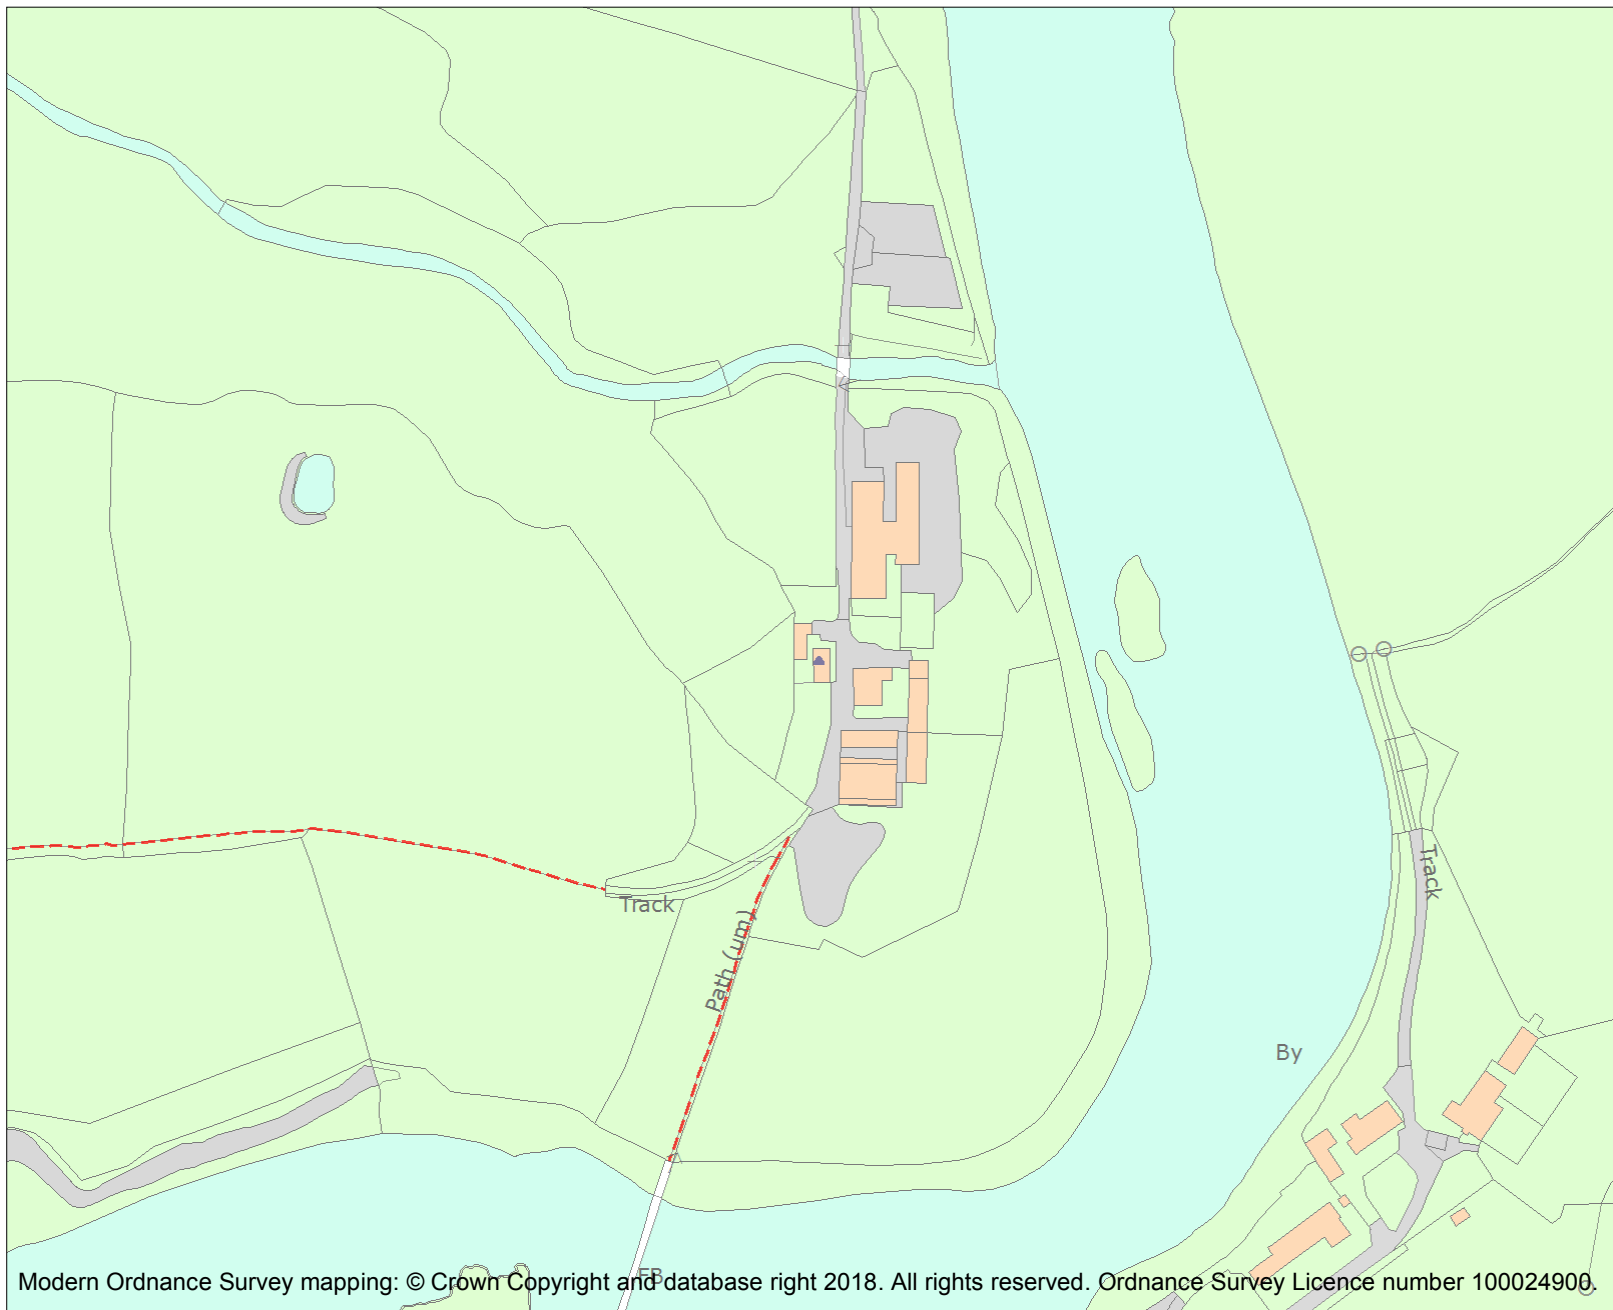 Track
Track
Path (um)
By
FB
Modern Ordnance Survey mapping: © Crown Copyright and database right 2018. All rights reserved. Ordnance Survey Licence number 100024900.